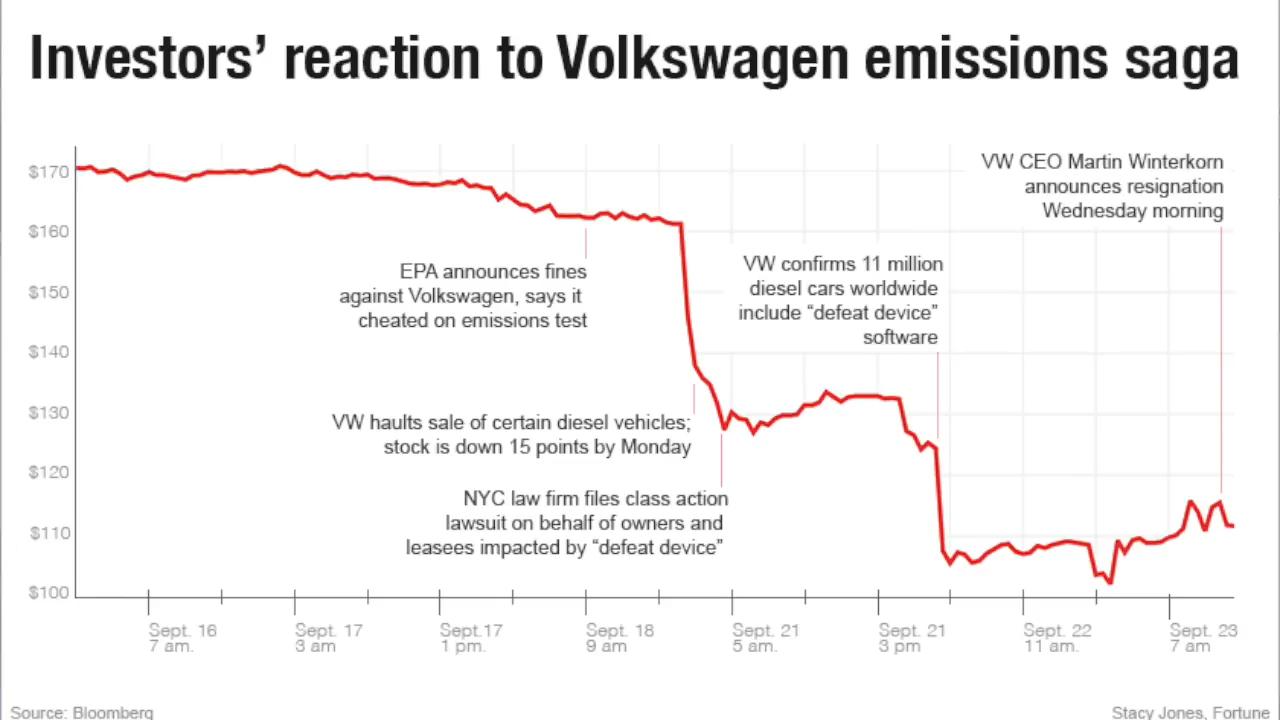 Investors’ reaction to Volkswagen emissions saga
$170
$160
$150
$140
$130
$120
$110
$100
VW CEO Martin Winterkorn
announces resignation
Wednesday morning
EPA announces fines
against Volkswagen, says it
cheated on emissions test
VW confirms 11 million
diesel cars worldwide
include “defeat device”
software
VW haults sale of certain diesel vehicles;
stock is down 15 points by Monday
NYC law firm files class action
lawsuit on behalf of owners and
leasees impacted by “defeat device”
Sept. 16
7 am.
Sept. 17
3 am
Sept.17
1 pm.
Sept. 18
9 am
Sept. 21
5 am.
Sept. 21
3 pm
Sept. 22
11 am.
Sept. 23
7 am
Source: Bloomberg
Stacy Jones, Fortune